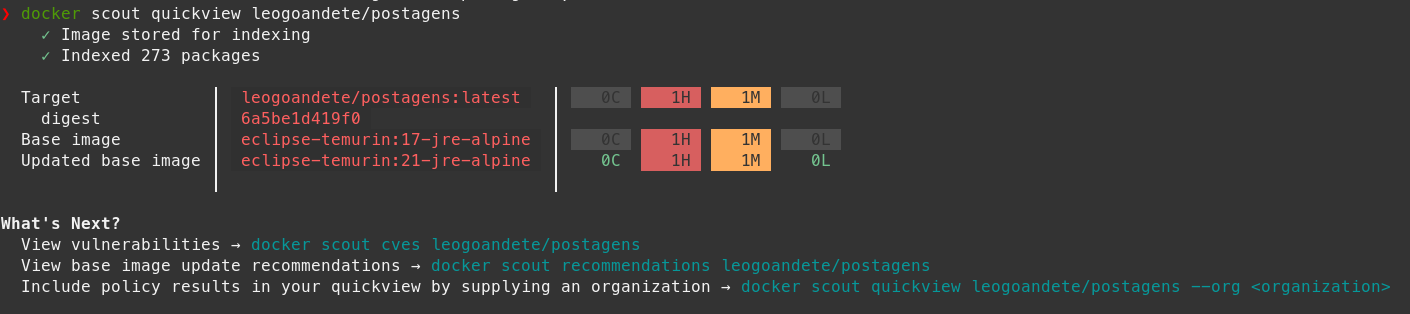 ❯ docker scout quickview leogoandete/postagens
✓ Image stored for indexing
✓ Indexed 273 packages
Target │ leogoandete/postagens:latest │ 0C 1H 1M 0L
digest │ 6a5be1d419f0 │
Base image │ eclipse-temurin:17-jre-alpine │ 0C 1H 1M 0L
Updated base image │ eclipse-temurin:21-jre-alpine │ 0C 1H 1M 0L
What's Next?
View vulnerabilities → docker scout cves leogoandete/postagens
View base image update recommendations → docker scout recommendations leogoandete/postagens
Include policy results in your quickview by supplying an organization → docker scout quickview leogoandete/postagens --org <organization>